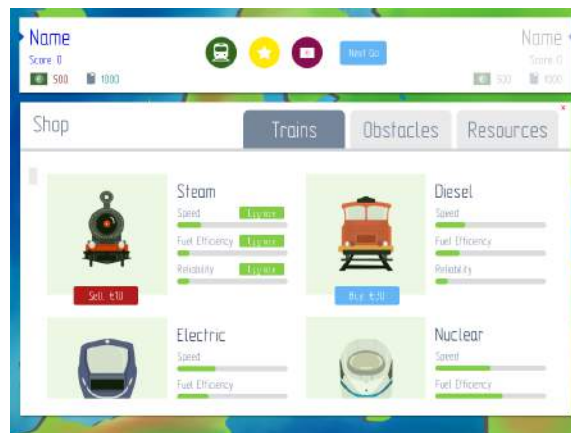 Name
Score 0
500 1000
Next Go
Name
Score 0
500 1000
Shop
Trains
Obstacles
Resources
x
Steam
Speed
Fuel Efficiency
Reliability
Sell
Diesel
Speed
Fuel Efficiency
Reliability
Buy
Electric
Speed
Fuel Efficiency
Nuclear
Speed
Fuel Efficiency